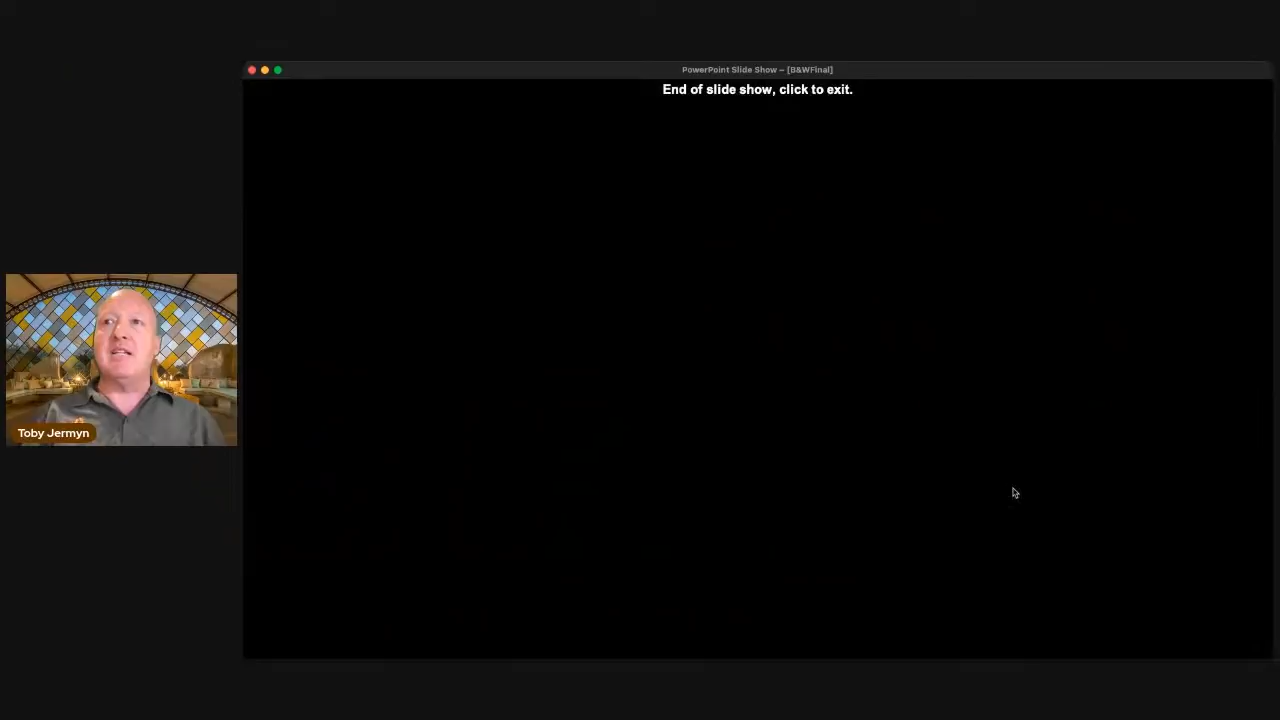 PowerPoint Slide Show – [B&WFinal]
End of slide show, click to exit.
Toby Jermyn